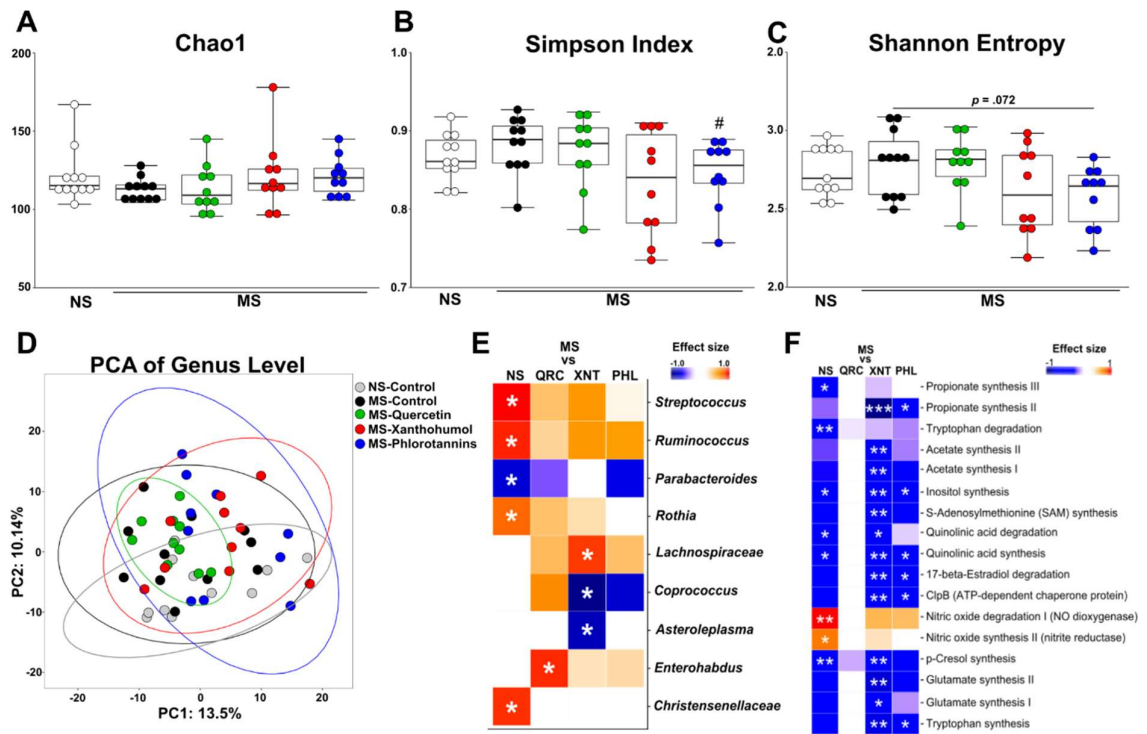 A
Chao1
200
150
100
50
NS
MS
B
Simpson Index
1.0
0.9
0.8
0.7
#
NS
MS
C
Shannon Entropy
2.0
3.0
2.5
2.0
p = .072
NS
MS
D
PCA of Genus Level
20
10
0
-10
-20
-20
-10
0
10
20
PC2: 10.14%
PC1: 13.5%
NS-Control
MS-Control
MS-Quercetin
MS-Xanthohumol
MS-Phlorotannins
E
MS
vs
NS QRC XNT PHL
Effect size
-1.0 1.0
* Streptococcus
* Ruminococcus
* Parabacteroides
* Rothia
* Lachnospiraceae
* Coprococcus
* Asteroleplasma
* Enterohabdus
* Christensenellaceae
F
MS
vs
NS QRC XNT PHL
Effect size
-1 1
* Propionate synthesis III
*** * Propionate synthesis II
** Tryptophan degradation
** Acetate synthesis II
** Acetate synthesis I
* ** * Inositol synthesis
** S-Adenosylmethionine (SAM) synthesis
* * Quinolinic acid degradation
* ** * Quinolinic acid synthesis
** * 17-beta-Estradiol degradation
** * ClpB (ATP-dependent chaperone protein)
** Nitric oxide degradation I (NO dioxygenase)
* Nitric oxide synthesis II (nitrite reductase)
** ** p-Cresol synthesis
** Glutamate synthesis II
* Glutamate synthesis I
** * Tryptophan synthesis